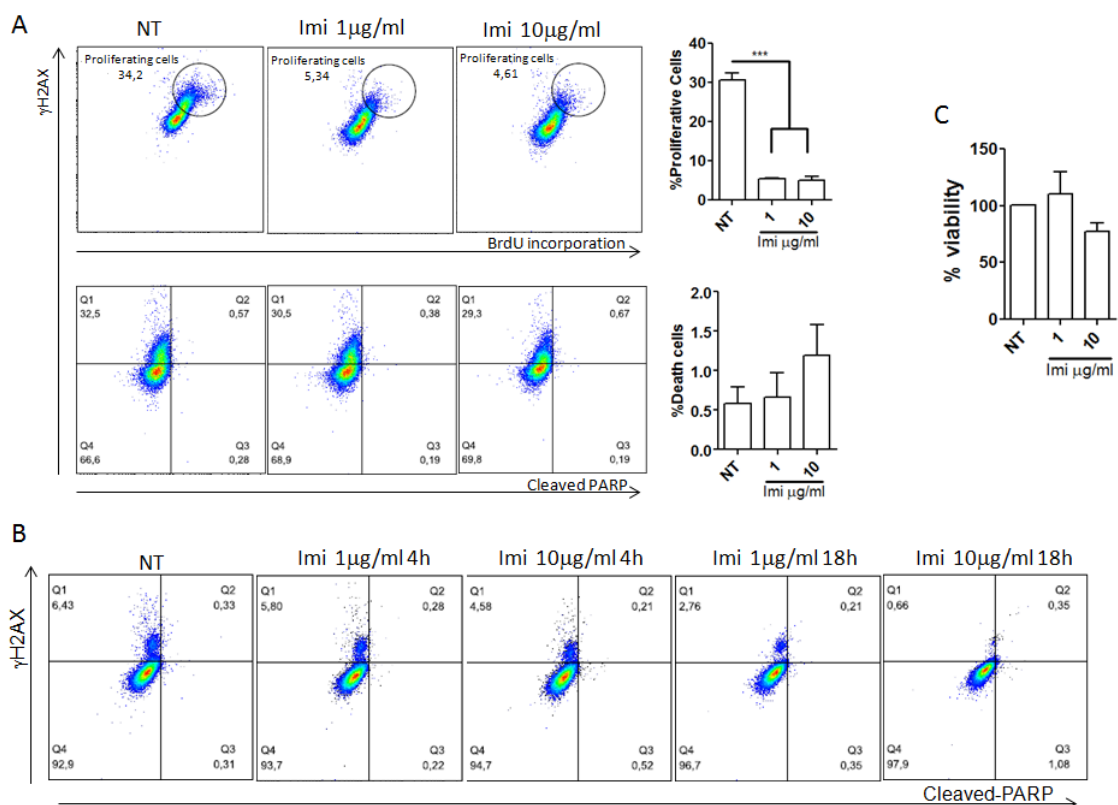 A
NT
Imi 1µg/ml
Imi 10µg/ml
γH2AX
Proliferating cells
34,2
Proliferating cells
5,34
Proliferating cells
4,61
BrdU incorporation
%Proliferative Cells
50
40
30
20
10
0
***
NT
1
10
Imi µg/ml
C
% viability
150
100
50
0
NT
1
10
Imi µg/ml
Q1
32,5
Q2
0,57
Q4
66,6
Q3
0,28
Q1
30,5
Q2
0,38
Q4
68,9
Q3
0,19
Q1
29,3
Q2
0,67
Q4
69,8
Q3
0,19
Cleaved PARP
%Death cells
2.0
1.5
1.0
0.5
0.0
NT
1
10
Imi µg/ml
B
NT
Imi 1µg/ml 4h
Imi 10µg/ml 4h
Imi 1µg/ml 18h
Imi 10µg/ml 18h
γH2AX
Q1
6,43
Q2
0,33
Q4
92,9
Q3
0,31
Q1
5,80
Q2
0,28
Q4
93,7
Q3
0,22
Q1
4,58
Q2
0,21
Q4
94,7
Q3
0,52
Q1
2,76
Q2
0,21
Q4
96,7
Q3
0,35
Q1
0,66
Q2
0,35
Q4
97,9
Q3
1,08
Cleaved-PARP